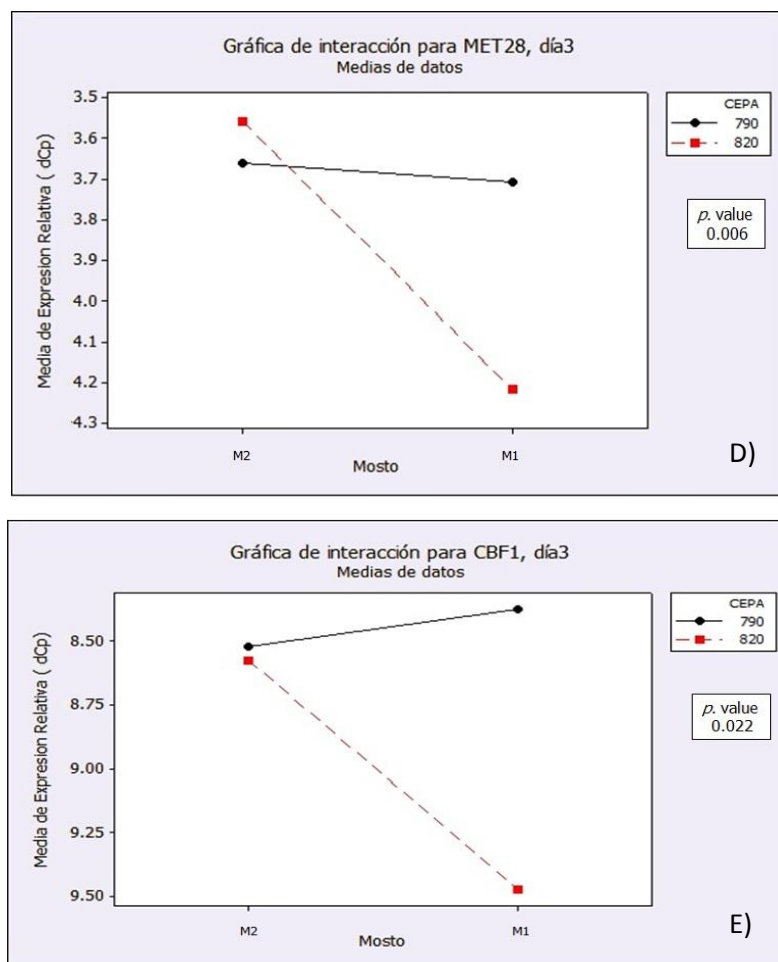 Gráfica de interacción para MET28, día3
Medias de datos
Media de Expresion Relativa ( dCp)
3.5
3.6
3.7
3.8
3.9
4.0
4.1
4.2
4.3
M2
M1
Mosto
CEPA
790
820
p. value
0.006
D)
Gráfica de interacción para CBF1, día3
Medias de datos
Media de Expresion Relativa ( dCp)
8.50
8.75
9.00
9.25
9.50
M2
M1
Mosto
CEPA
790
820
p. value
0.022
E)